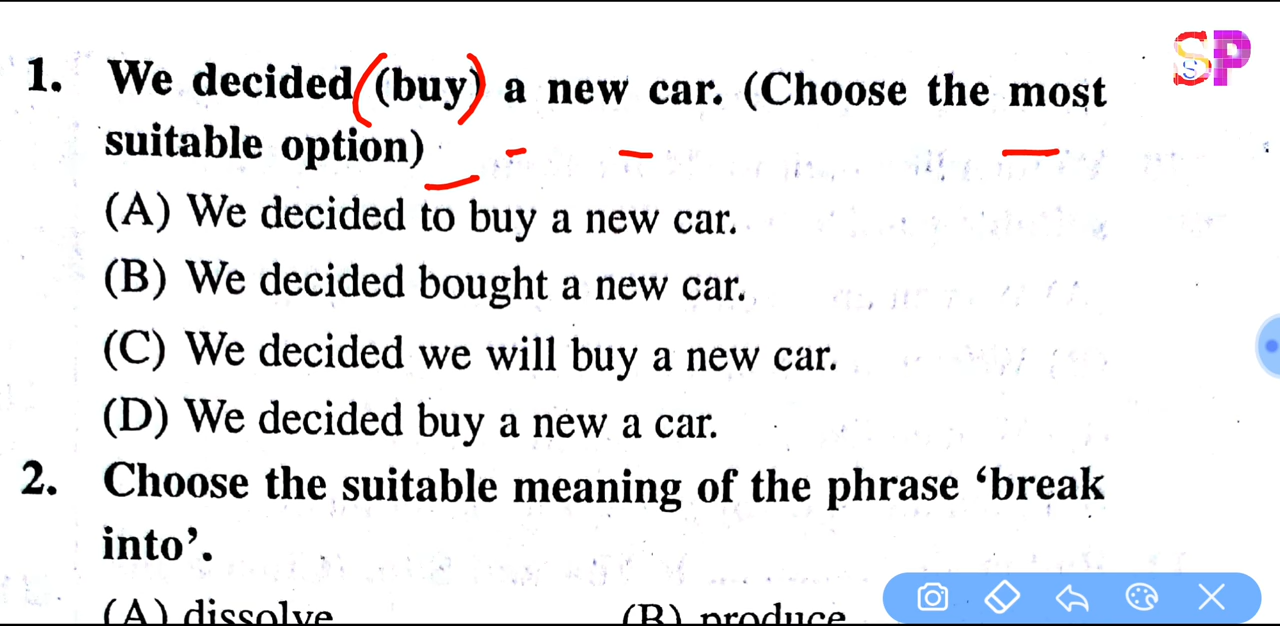 SP
S
1. We decided (buy) a new car. (Choose the most
suitable option)
(A) We decided to buy a new car.
(B) We decided bought a new car.
(C) We decided we will buy a new car.
(D) We decided buy a new a car.
2. Choose the suitable meaning of the phrase ‘break
into’.
(A) dissolve (B) produce